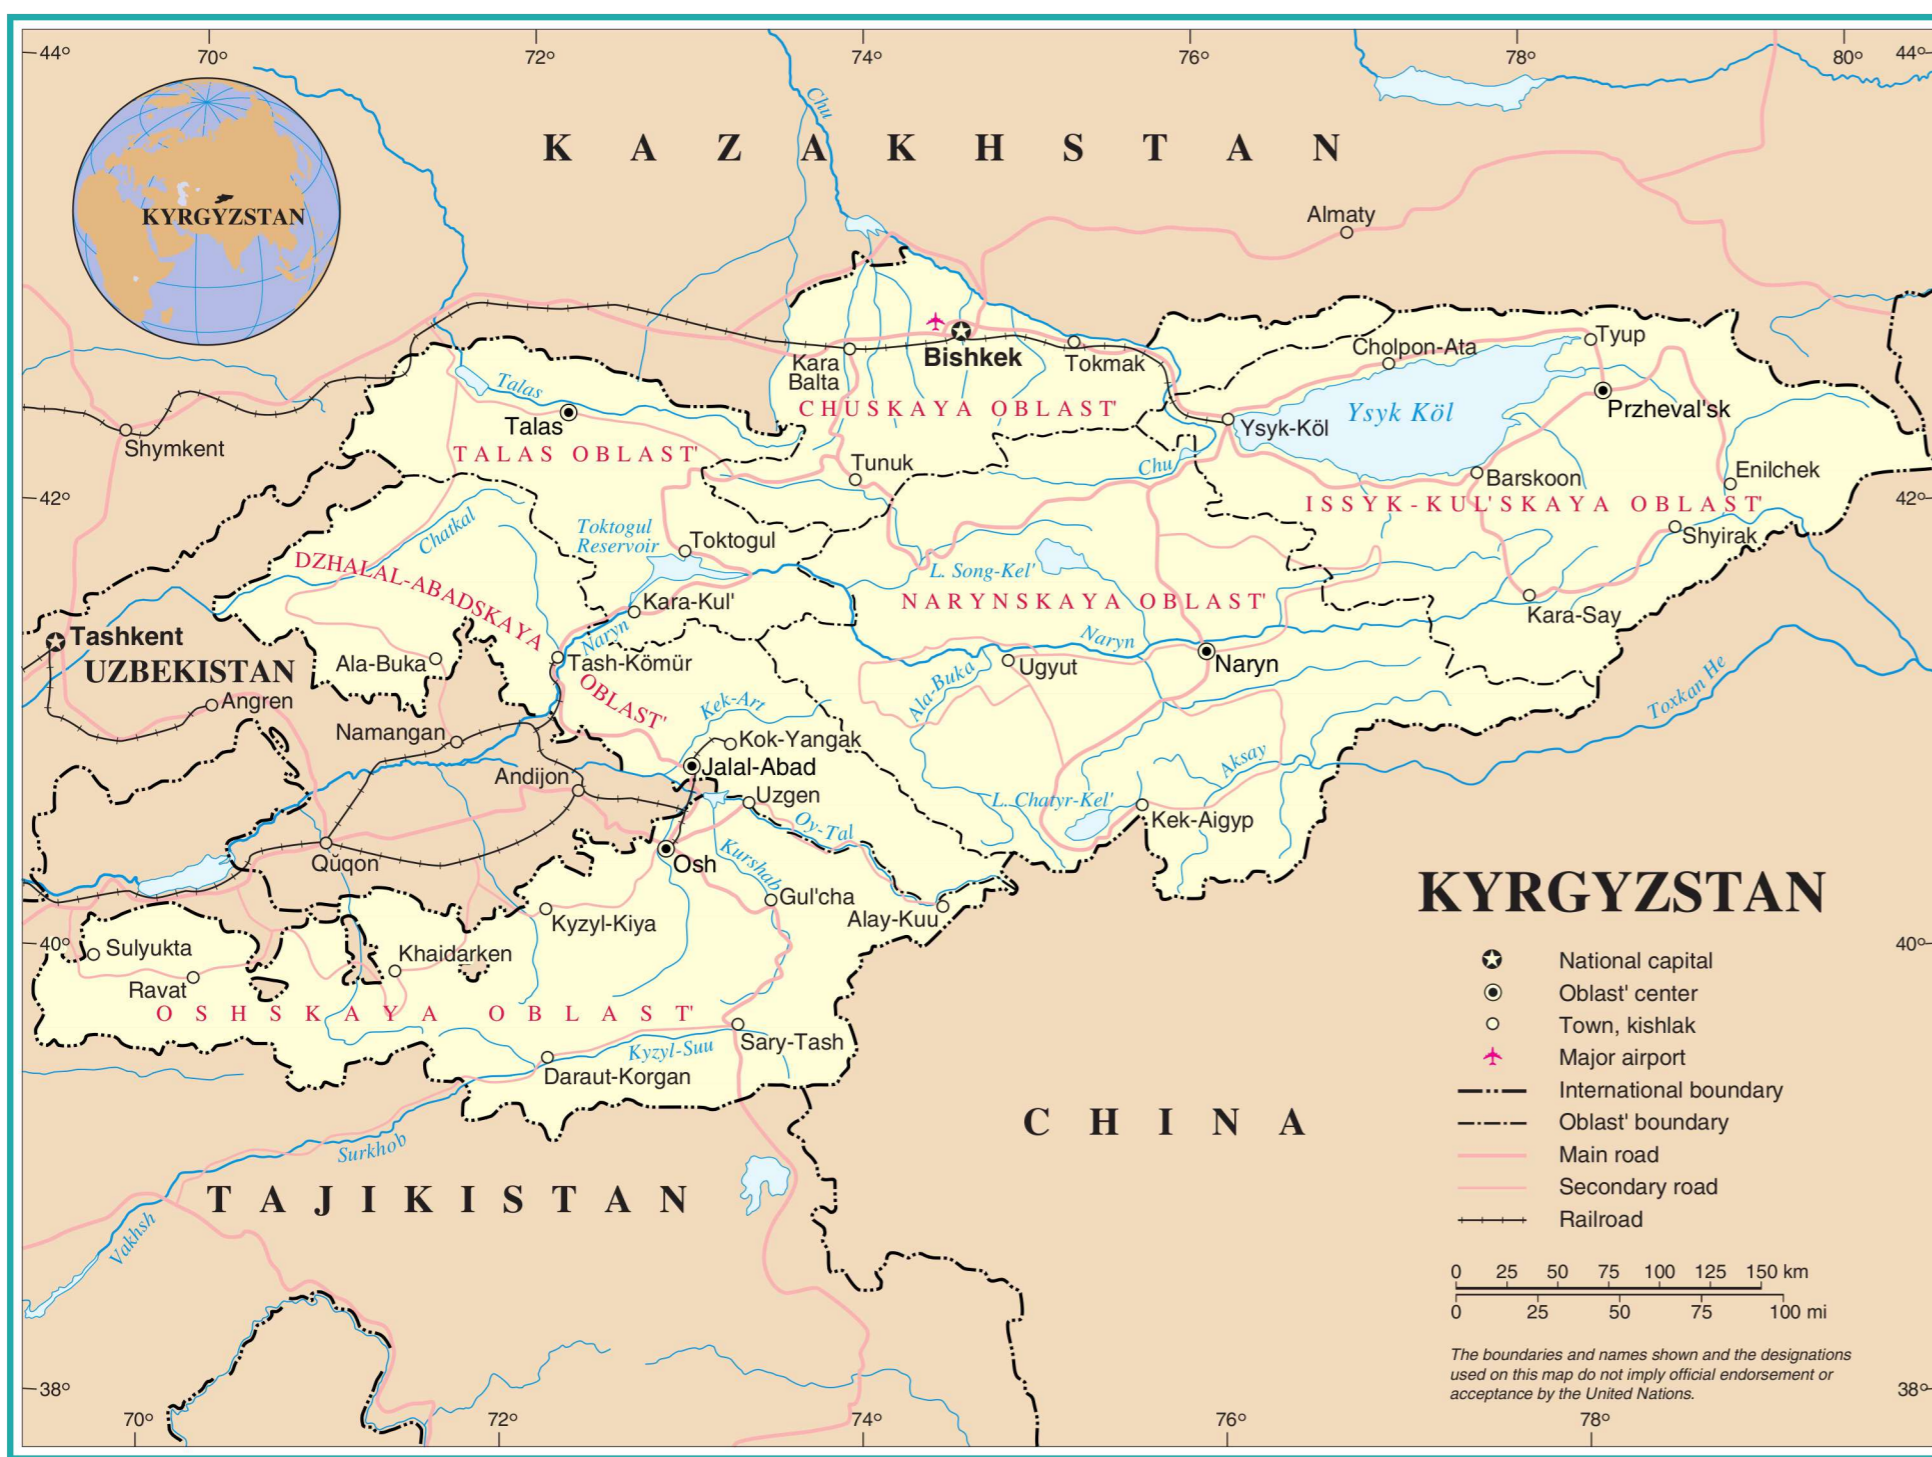 44°
70°
72°
74°
76°
78°
80°
44°
KYRGYZSTAN
KAZAKHSTAN
Chu
Almaty
Shymkent
Talas
Talas
TALAS OBLAST'
Kara
Balta
Bishkek
Tokmak
CHUSKAYA OBLAST'
Cholpon-Ata
Tyup
Ysyk Köl
Przheval'sk
Ysyk-Köl
Chu
Tunuk
Barskoon
Enilchek
ISSYK-KUL'SKAYA OBLAST'
Shyirak
42°
42°
Chatkal
Toktogul
Reservoir
Toktogul
DZHALAL-ABADSKAYA
OBLAST'
L. Song-Kel'
NARYNSKAYA OBLAST'
Kara-Kul'
Kara-Say
Naryn
Naryn
Naryn
Tashkent
UZBEKISTAN
Ala-Buka
Tash-Kömür
Ugyut
Ala-Buka
Toxkan He
Angren
Namangan
Kek-Art
Kok-Yangak
Jalal-Abad
Andijon
Uzgen
Aksay
L. Chatyr-Kel'
Kek-Aigyp
Oy-Tal
Qŭqon
Osh
Kurshab
Gul'cha
Alay-Kuu
Kyzyl-Kiya
40°
40°
Sulyukta
Khaidarken
Ravat
OSHSKAYA OBLAST'
Sary-Tash
Kyzyl-Suu
Daraut-Korgan
Surkhob
Vakhsh
TAJIKISTAN
CHINA
KYRGYZSTAN
National capital
Oblast' center
Town, kishlak
Major airport
International boundary
Oblast' boundary
Main road
Secondary road
Railroad
0 25 50 75 100 125 150 km
0 25 50 75 100 mi
The boundaries and names shown and the designations
used on this map do not imply official endorsement or
acceptance by the United Nations.
38°
38°
70°
72°
74°
76°
78°